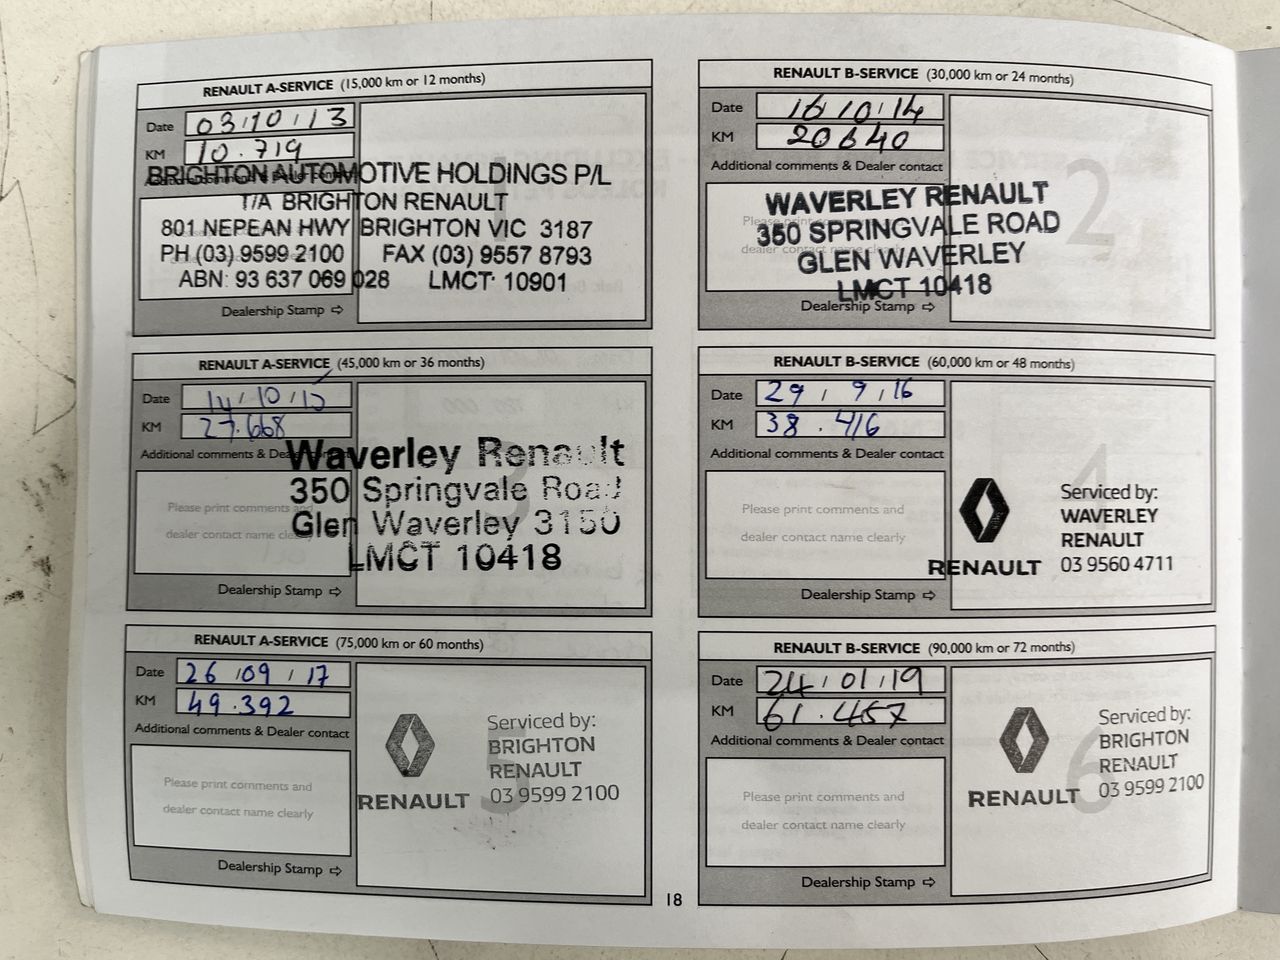 RENAULT A-SERVICE (15,000 km or 12 months)
Date 03/10/13
KM 10.719
BRIGHTON AUTOMOTIVE HOLDINGS P/L
T/A BRIGHTON RENAULT
801 NEPEAN HWY BRIGHTON VIC 3187
PH (03) 9599 2100 FAX (03) 9557 8793
ABN: 93 637 069 028 LMCT 10901
Dealership Stamp ⇨
RENAULT B-SERVICE (30,000 km or 24 months)
Date 16/10/14
KM 20640
Additional comments & Dealer contact
2
WAVERLEY RENAULT
350 SPRINGVALE ROAD
GLEN WAVERLEY
LMCT 10418
Dealership Stamp ⇨
RENAULT A-SERVICE (45,000 km or 36 months)
Date 14/10/15
KM 27.668
Additional comments & Dealer contact
Waverley Renault
350 Springvale Road
Glen Waverley 3150
LMCT 10418
Please print comments and
dealer contact name clearly
Dealership Stamp ⇨
RENAULT B-SERVICE (60,000 km or 48 months)
Date 29/9/16
KM 38.416
Additional comments & Dealer contact
4
Please print comments and
dealer contact name clearly
RENAULT
Serviced by:
WAVERLEY
RENAULT
03 9560 4711
Dealership Stamp ⇨
RENAULT A-SERVICE (75,000 km or 60 months)
Date 26/09/17
KM 49.392
Additional comments & Dealer contact
5
Please print comments and
dealer contact name clearly
RENAULT
Serviced by:
BRIGHTON
RENAULT
03 9599 2100
Dealership Stamp ⇨
RENAULT B-SERVICE (90,000 km or 72 months)
Date 24/01/19
KM 61.457
Additional comments & Dealer contact
6
Please print comments and
dealer contact name clearly
RENAULT
Serviced by:
BRIGHTON
RENAULT
03 9599 2100
Dealership Stamp ⇨
18